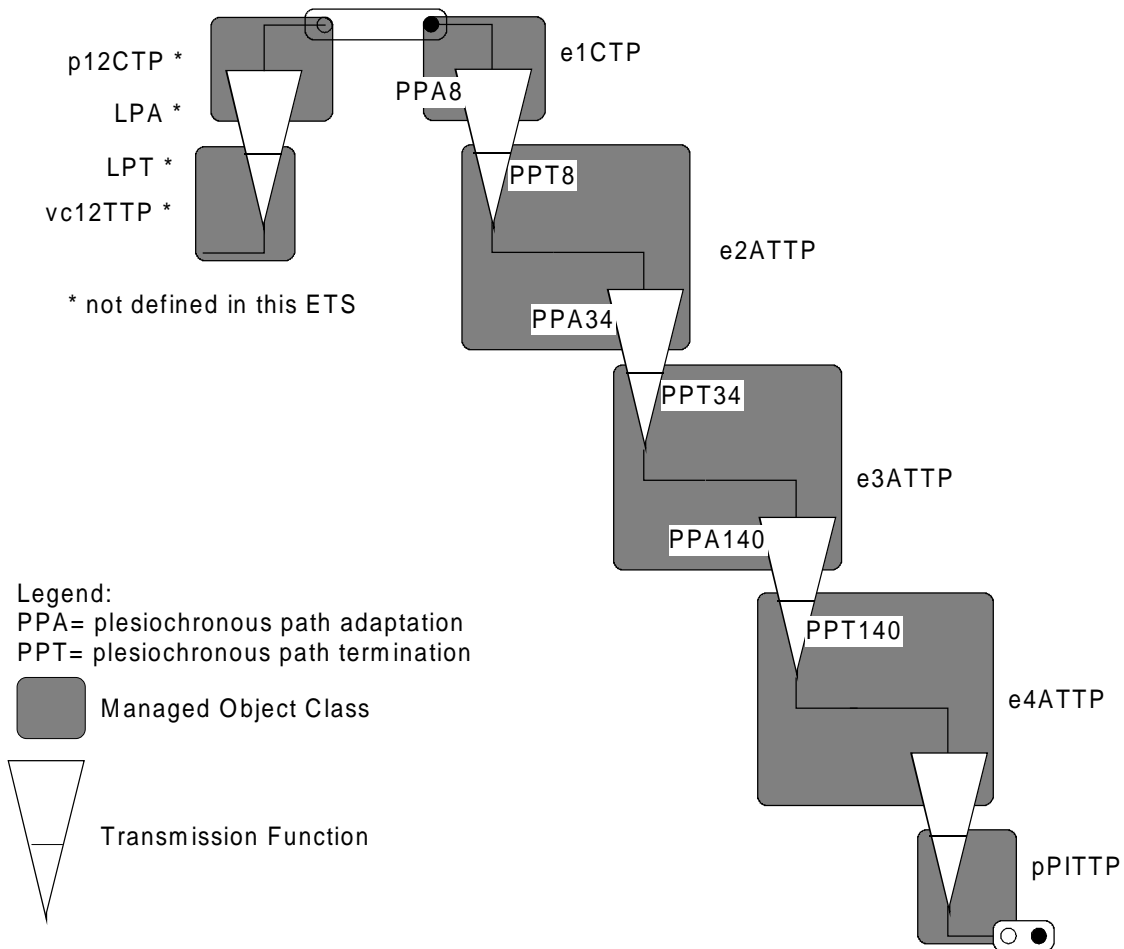 p12CTP *
e1CTP
PPA8
LPA *
LPT *
PPT8
vc12TTP *
e2ATTP
* not defined in this ETS
PPA34
PPT34
e3ATTP
PPA140
Legend:
PPA= plesiochronous path adaptation
PPT= plesiochronous path termination
PPT140
Managed Object Class
e4ATTP
Transmission Function
pPITTP